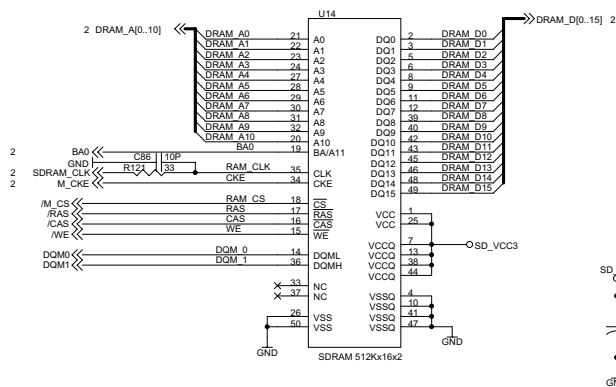 U14
2 DRAM_A[0..10]
DRAM_D[0..15] 2
DRAM_A0 21 A0 DQ0 2 DRAM_D0
DRAM_A1 22 A1 DQ1 3 DRAM_D1
DRAM_A2 23 A2 DQ2 5 DRAM_D2
DRAM_A3 24 A3 DQ3 6 DRAM_D3
DRAM_A4 27 A4 DQ4 8 DRAM_D4
DRAM_A5 28 A5 DQ5 9 DRAM_D5
DRAM_A6 29 A6 DQ6 11 DRAM_D6
DRAM_A7 30 A7 DQ7 12 DRAM_D7
DRAM_A8 31 A8 DQ8 39 DRAM_D8
DRAM_A9 32 A9 DQ9 40 DRAM_D9
DRAM_A10 20 A10 DQ10 42 DRAM_D10
2 BA0 BA0 19 BA/A11 DQ11 43 DRAM_D11
GND C86 10P DQ12 45 DRAM_D12
2 SDRAM_CLK R121 33 RAM_CLK 35 CLK DQ13 46 DRAM_D13
2 M_CKE CKE 34 CKE DQ14 48 DRAM_D14
DQ15 49 DRAM_D15
/M_CS RAM_CS 18 CS VCC 1
/RAS RAS 17 RAS VCC 25
/CAS CAS 16 CAS
/WE WE 15 WE
VCCQ 7 SD_VCC3
DQM0 DQM_0 14 DQML VCCQ 13
DQM1 DQM_1 36 DQMH VCCQ 38
VCCQ 44
33 NC
37 NC VSSQ 4
VSSQ 10
26 VSS VSSQ 41
50 VSS VSSQ 47
GND
GND
SDRAM 512Kx16x2
SD_